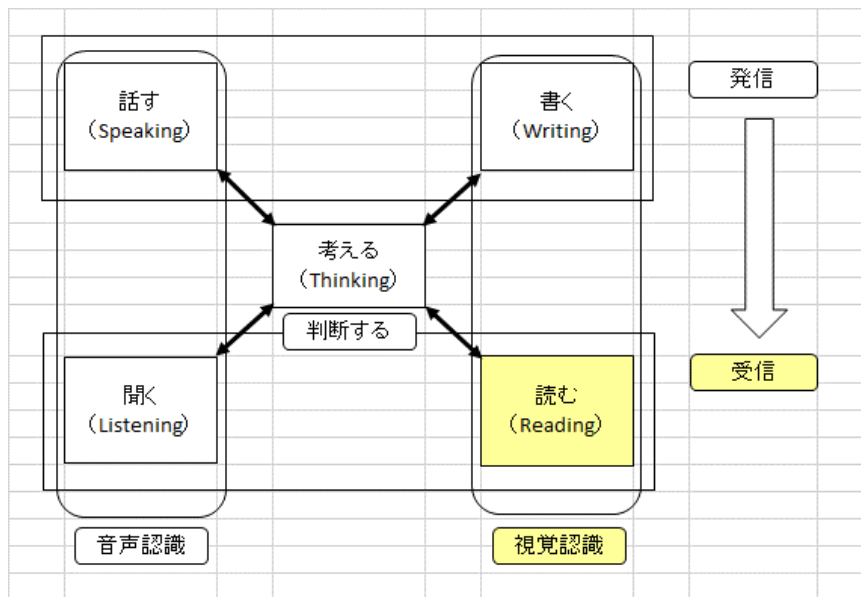 話す
（Speaking）
書く
（Writing）
発信
考える
（Thinking）
判断する
聞く
（Listening）
読む
（Reading）
受信
音声認識
視覚認識